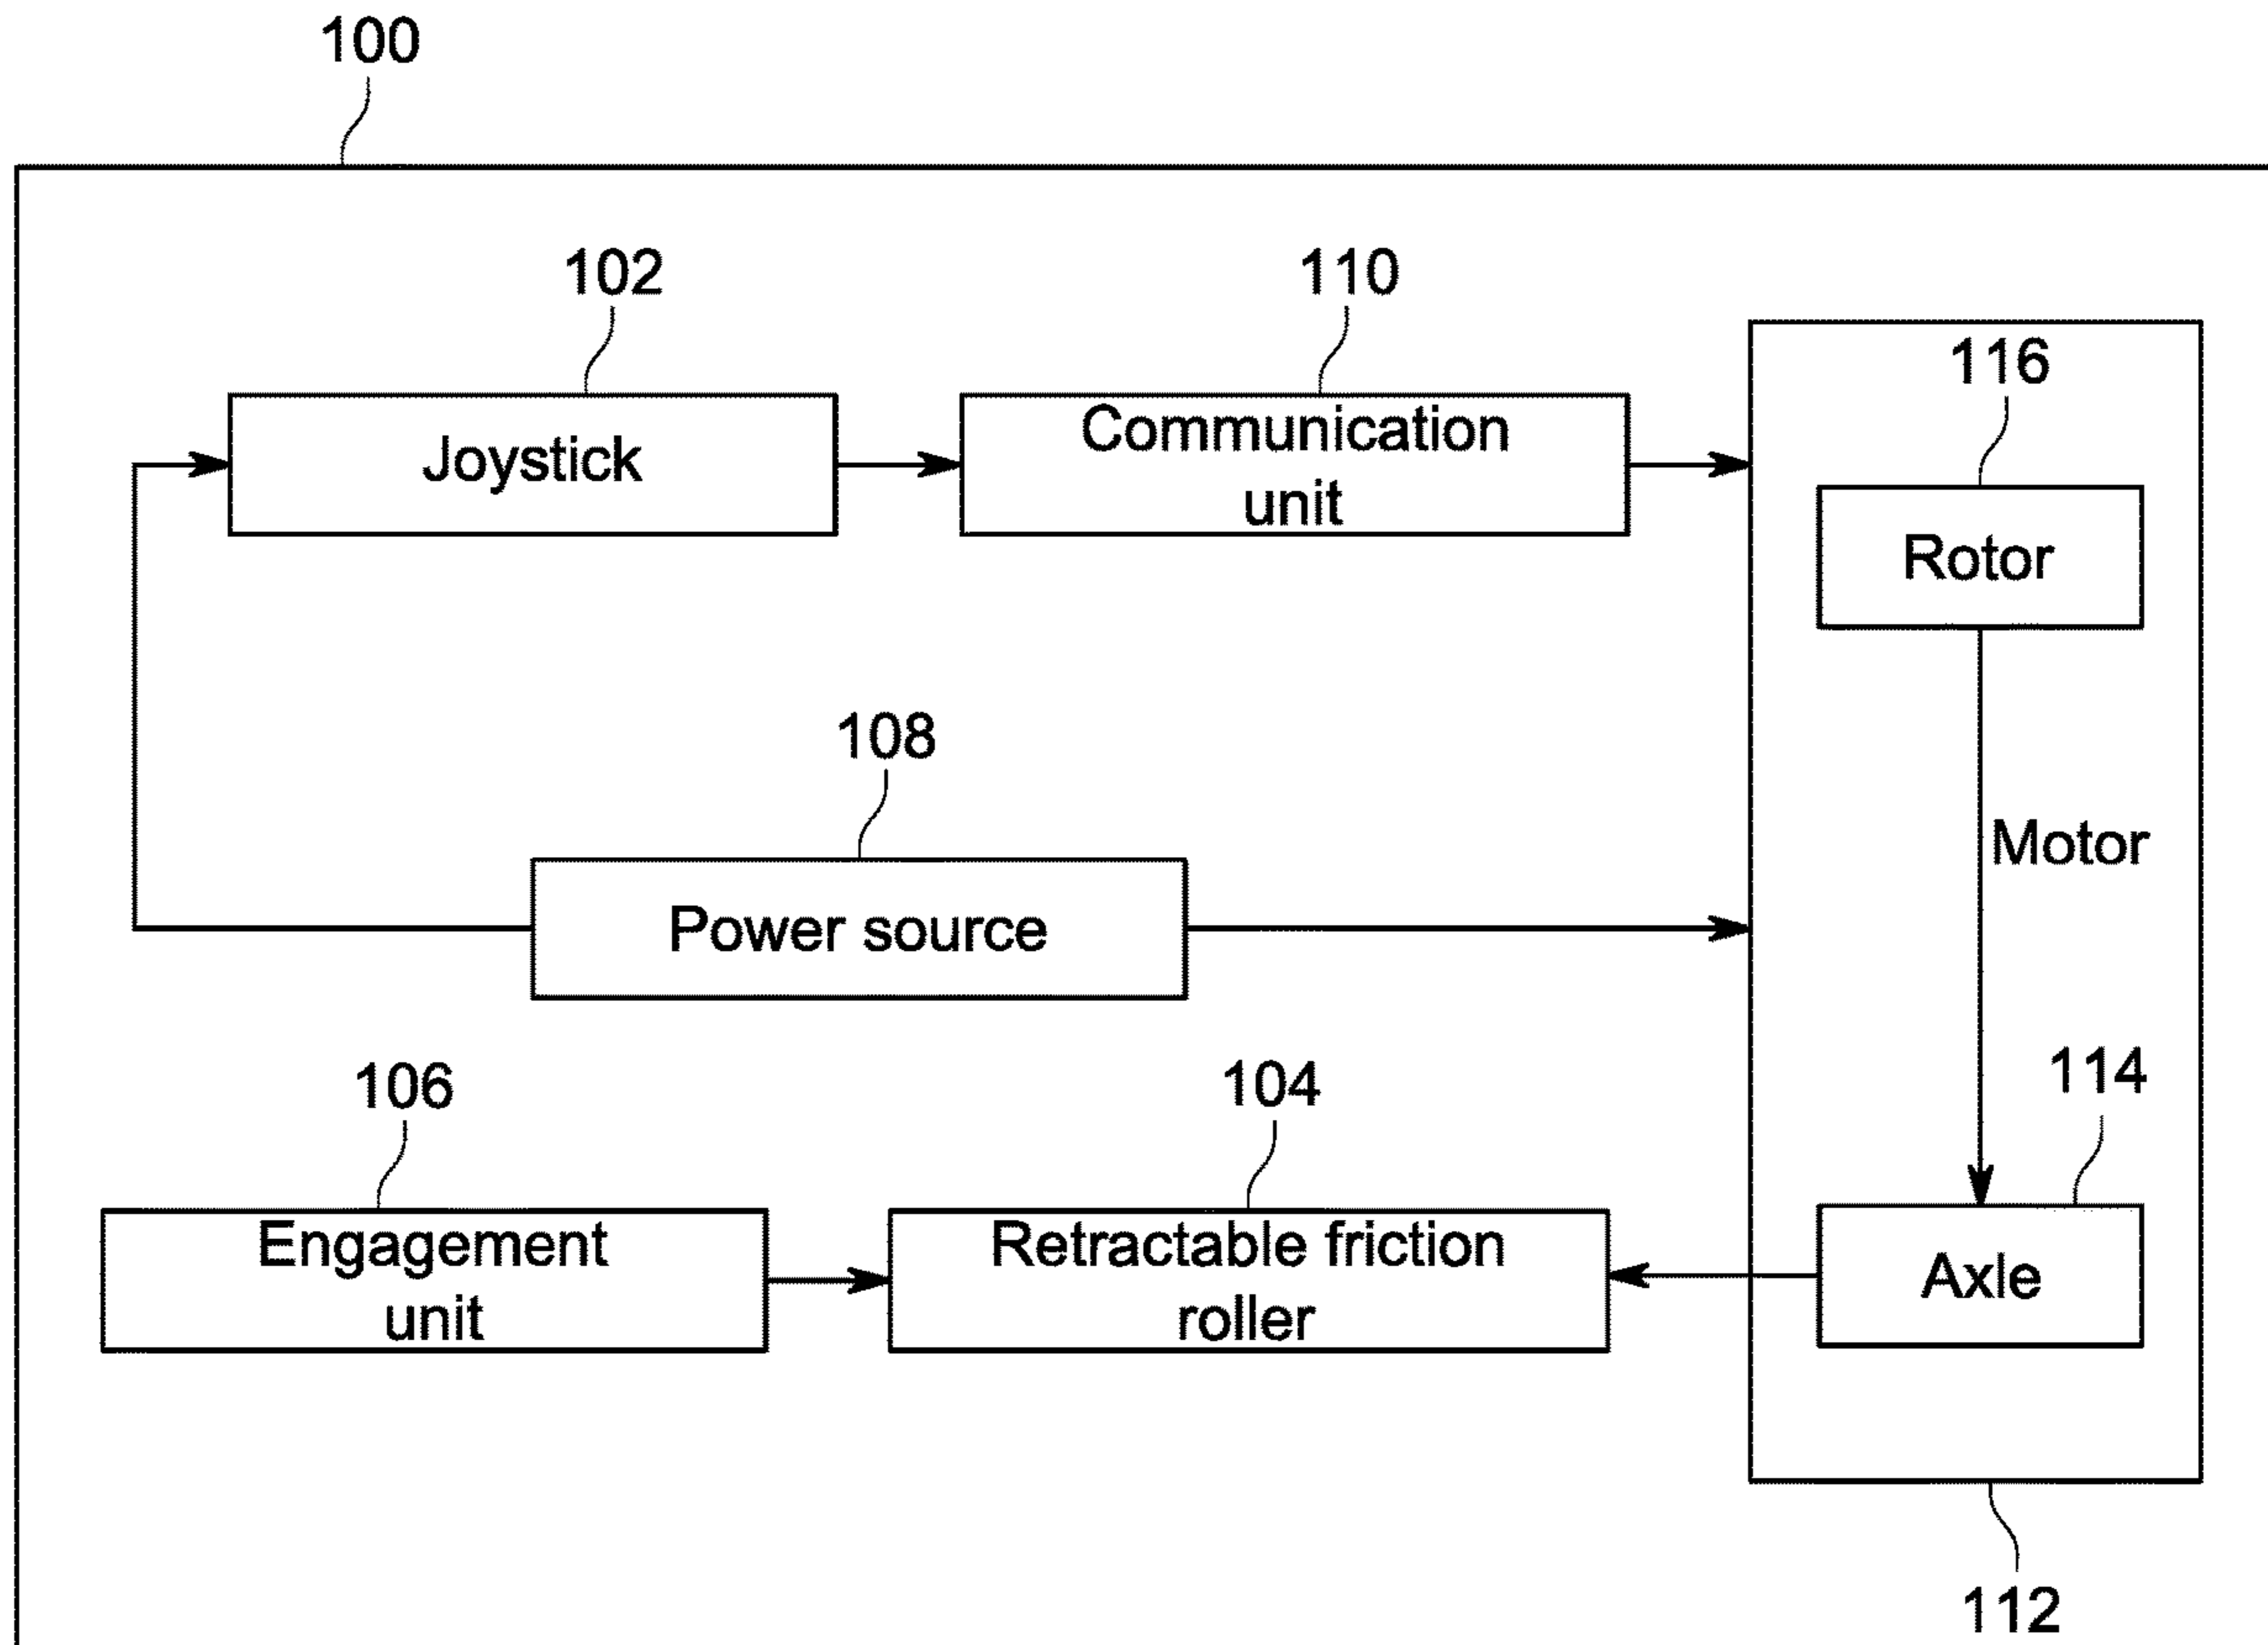 100
102
110
116
Joystick
Communication
unit
Rotor
108
Motor
Power source
106
104
114
Engagement
unit
Retractable friction
roller
Axle
112